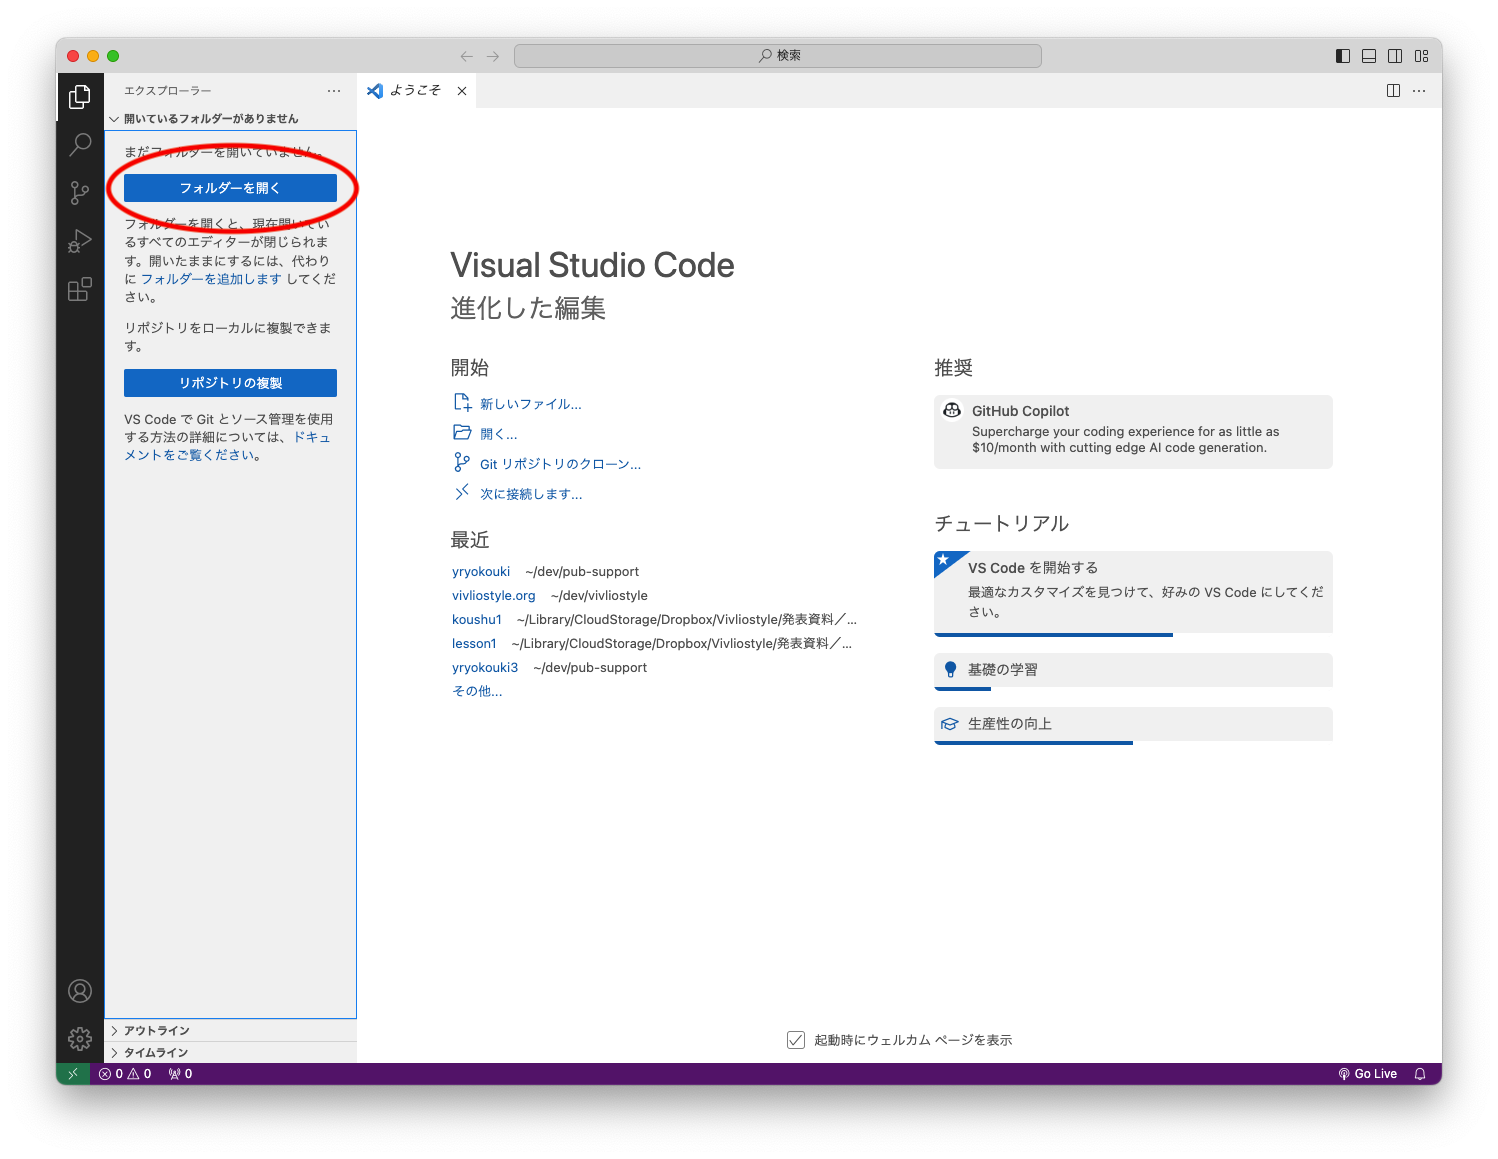 検索
エクスプローラー
開いているフォルダーがありません
まだフォルダーを開いていません。
フォルダーを開く
フォルダーを開くと、現在開いてい
るすべてのエディターが閉じられま
す。開いたままにするには、代わり
に フォルダーを追加します してくだ
さい。
リポジトリをローカルに複製できま
す。
リポジトリの複製
VS Code で Git とソース管理を使用
する方法の詳細については、ドキュ
メントをご覧ください。
アウトライン
タイムライン
ようこそ
Visual Studio Code
進化した編集
開始
新しいファイル...
開く...
Git リポジトリのクローン...
次に接続します...
最近
yryokouki ~/dev/pub-support
vivliostyle.org ~/dev/vivliostyle
koushu1 ~/Library/CloudStorage/Dropbox/Vivliostyle/発表資料／...
lesson1 ~/Library/CloudStorage/Dropbox/Vivliostyle/発表資料／...
yryokouki3 ~/dev/pub-support
その他...
推奨
GitHub Copilot
Supercharge your coding experience for as little as
$10/month with cutting edge AI code generation.
チュートリアル
VS Code を開始する
最適なカスタマイズを見つけて、好みの VS Code にしてくだ
さい。
基礎の学習
生産性の向上
起動時にウェルカム ページを表示
0 0 0
Go Live